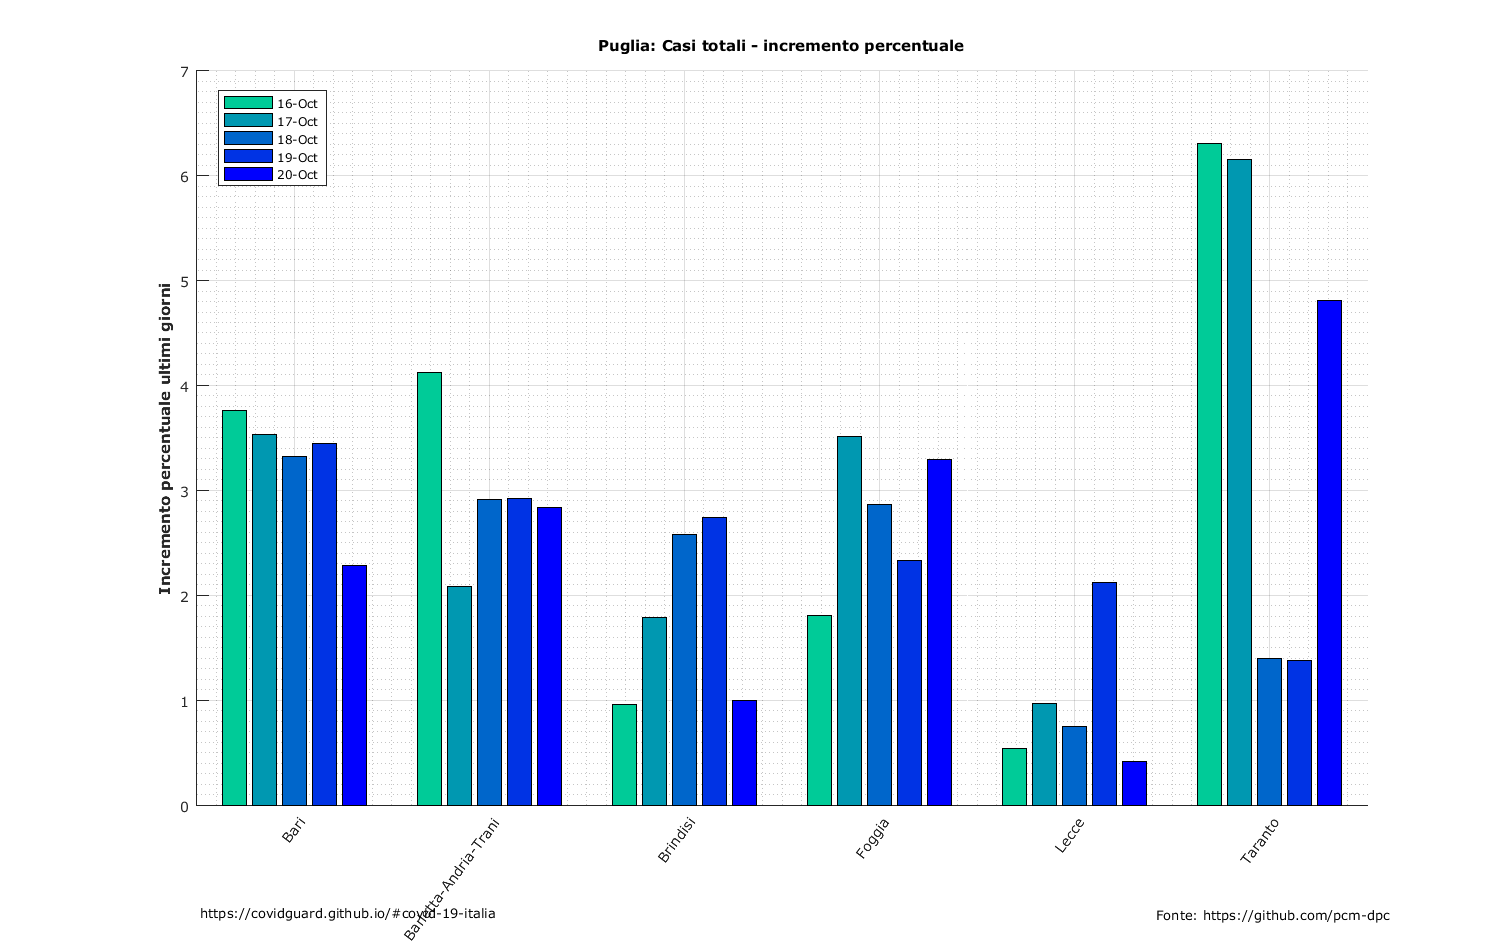 Puglia: Casi totali - incremento percentuale
7
6
5
4
3
2
1
0
Incremento percentuale ultimi giorni
16-Oct
17-Oct
18-Oct
19-Oct
20-Oct
Bari
Barletta-Andria-Trani
Brindisi
Foggia
Lecce
Taranto
https://covidguard.github.io/#covid-19-italia
Fonte: https://github.com/pcm-dpc